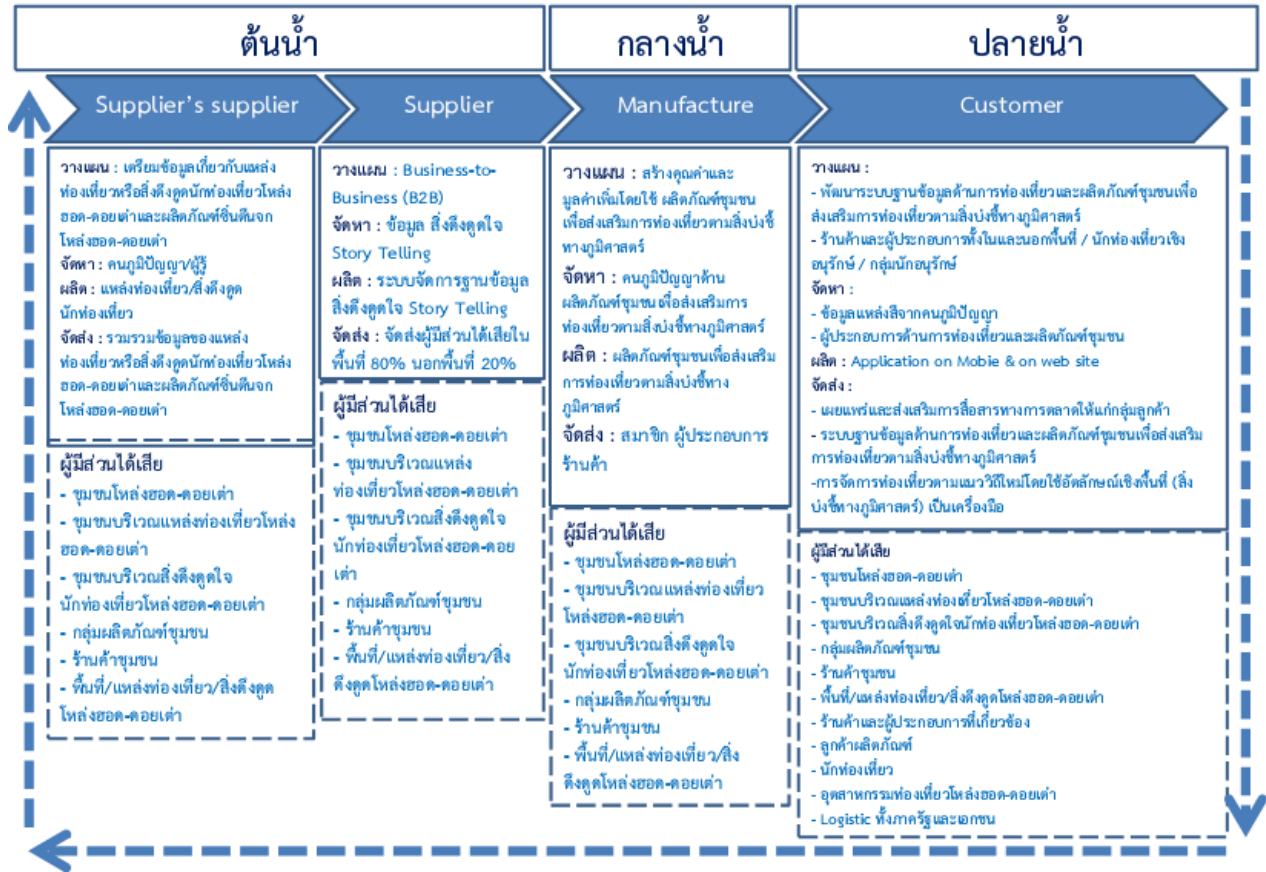 ต้นน้ำ
กลางน้ำ
ปลายน้ำ
Supplier's supplier
Supplier
Manufacture
Customer
วางแผน : เตรียมข้อมูลเกี่ยวกับแหล่ง
ท่องเที่ยวหรือสิ่งดึงดูดนักท่องเที่ยวโหล่ง
ฮอด-ดอยเต่าและผลิตภัณฑ์ซิ่นตีนจก
โหล่งฮอด-ดอยเต่า
จัดหา : คนภูมิปัญญา/ผู้รู้
ผลิต : แหล่งท่องเที่ยว/สิ่งดึงดูด
นักท่องเที่ยว
จัดส่ง : รวมรวมข้อมูลของแหล่ง
ท่องเที่ยวหรือสิ่งดึงดูดนักท่องเที่ยวโหล่ง
ฮอด-ดอยเต่าและผลิตภัณฑ์ซิ่นตีนจก
โหล่งฮอด-ดอยเต่า
ผู้มีส่วนได้เสีย
- ชุมชนโหล่งฮอด-ดอยเต่า
- ชุมชนบริเวณแหล่งท่องเที่ยวโหล่ง
ฮอด-ดอยเต่า
- ชุมชนบริเวณสิ่งดึงดูดใจ
นักท่องเที่ยวโหล่งฮอด-ดอยเต่า
- กลุ่มผลิตภัณฑ์ชุมชน
- ร้านค้าชุมชน
- พื้นที่/แหล่งท่องเที่ยว/สิ่งดึงดูด
โหล่งฮอด-ดอยเต่า
วางแผน : Business-to-
Business (B2B)
จัดหา : ข้อมูล สิ่งดึงดูดใจ
Story Telling
ผลิต : ระบบจัดการฐานข้อมูล
สิ่งดึงดูดใจ Story Telling
จัดส่ง : จัดส่งผู้มีส่วนได้เสียใน
พื้นที่ 80% นอกพื้นที่ 20%
ผู้มีส่วนได้เสีย
- ชุมชนโหล่งฮอด-ดอยเต่า
- ชุมชนบริเวณแหล่ง
ท่องเที่ยวโหล่งฮอด-ดอยเต่า
- ชุมชนบริเวณสิ่งดึงดูดใจ
นักท่องเที่ยวโหล่งฮอด-ดอย
เต่า
- กลุ่มผลิตภัณฑ์ชุมชน
- ร้านค้าชุมชน
- พื้นที่/แหล่งท่องเที่ยว/สิ่ง
ดึงดูดโหล่งฮอด-ดอยเต่า
วางแผน : สร้างคุณค่าและ
มูลค่าเพิ่มโดยใช้ ผลิตภัณฑ์ชุมชน
เพื่อส่งเสริมการท่องเที่ยวตามสิ่งบ่งชี้
ทางภูมิศาสตร์
จัดหา : คนภูมิปัญญาด้าน
ผลิตภัณฑ์ชุมชนเพื่อส่งเสริมการ
ท่องเที่ยวตามสิ่งบ่งชี้ทางภูมิศาสตร์
ผลิต : ผลิตภัณฑ์ชุมชนเพื่อส่งเสริม
การท่องเที่ยวตามสิ่งบ่งชี้ทาง
ภูมิศาสตร์
จัดส่ง : สมาชิก ผู้ประกอบการ
ร้านค้า
ผู้มีส่วนได้เสีย
- ชุมชนโหล่งฮอด-ดอยเต่า
- ชุมชนบริเวณแหล่งท่องเที่ยว
โหล่งฮอด-ดอยเต่า
- ชุมชนบริเวณสิ่งดึงดูดใจ
นักท่องเที่ยวโหล่งฮอด-ดอยเต่า
- กลุ่มผลิตภัณฑ์ชุมชน
- ร้านค้าชุมชน
- พื้นที่/แหล่งท่องเที่ยว/สิ่ง
ดึงดูดโหล่งฮอด-ดอยเต่า
วางแผน :
- พัฒนาระบบฐานข้อมูลด้านการท่องเที่ยวและผลิตภัณฑ์ชุมชนเพื่อ
ส่งเสริมการท่องเที่ยวตามสิ่งบ่งชี้ทางภูมิศาสตร์
- ร้านค้าและผู้ประกอบการทั้งในและนอกพื้นที่ / นักท่องเที่ยวเชิง
อนุรักษ์ / กลุ่มนักอนุรักษ์
จัดหา :
- ข้อมูลแหล่งสืจากคนภูมิปัญญา
- ผู้ประกอบการด้านการท่องเที่ยวและผลิตภัณฑ์ชุมชน
ผลิต : Application on Mobie & on web site
จัดส่ง :
- เผยแพร่และส่งเสริมการสื่อสารทางการตลาดให้แก่กลุ่มลูกค้า
- ระบบฐานข้อมูลด้านการท่องเที่ยวและผลิตภัณฑ์ชุมชนเพื่อส่งเสริม
การท่องเที่ยวตามสิ่งบ่งชี้ทางภูมิศาสตร์
-การจัดการท่องเที่ยวตามแนววิถีใหม่โดยใช้อัตลักษณ์เชิงพื้นที่ (สิ่ง
บ่งชี้ทางภูมิศาสตร์) เป็นเครื่องมือ
ผู้มีส่วนได้เสีย
- ชุมชนโหล่งฮอด-ดอยเต่า
- ชุมชนบริเวณแหล่งท่องเที่ยวโหล่งฮอด-ดอยเต่า
- ชุมชนบริเวณสิ่งดึงดูดใจนักท่องเที่ยวโหล่งฮอด-ดอยเต่า
- กลุ่มผลิตภัณฑ์ชุมชน
- ร้านค้าชุมชน
- พื้นที่/แหล่งท่องเที่ยว/สิ่งดึงดูดโหล่งฮอด-ดอยเต่า
- ร้านค้าและผู้ประกอบการที่เกี่ยวข้อง
- ลูกค้าผลิตภัณฑ์
- นักท่องเที่ยว
- อุตสาหกรรมท่องเที่ยวโหล่งฮอด-ดอยเต่า
- Logistic ทั้งภาครัฐและเอกชน